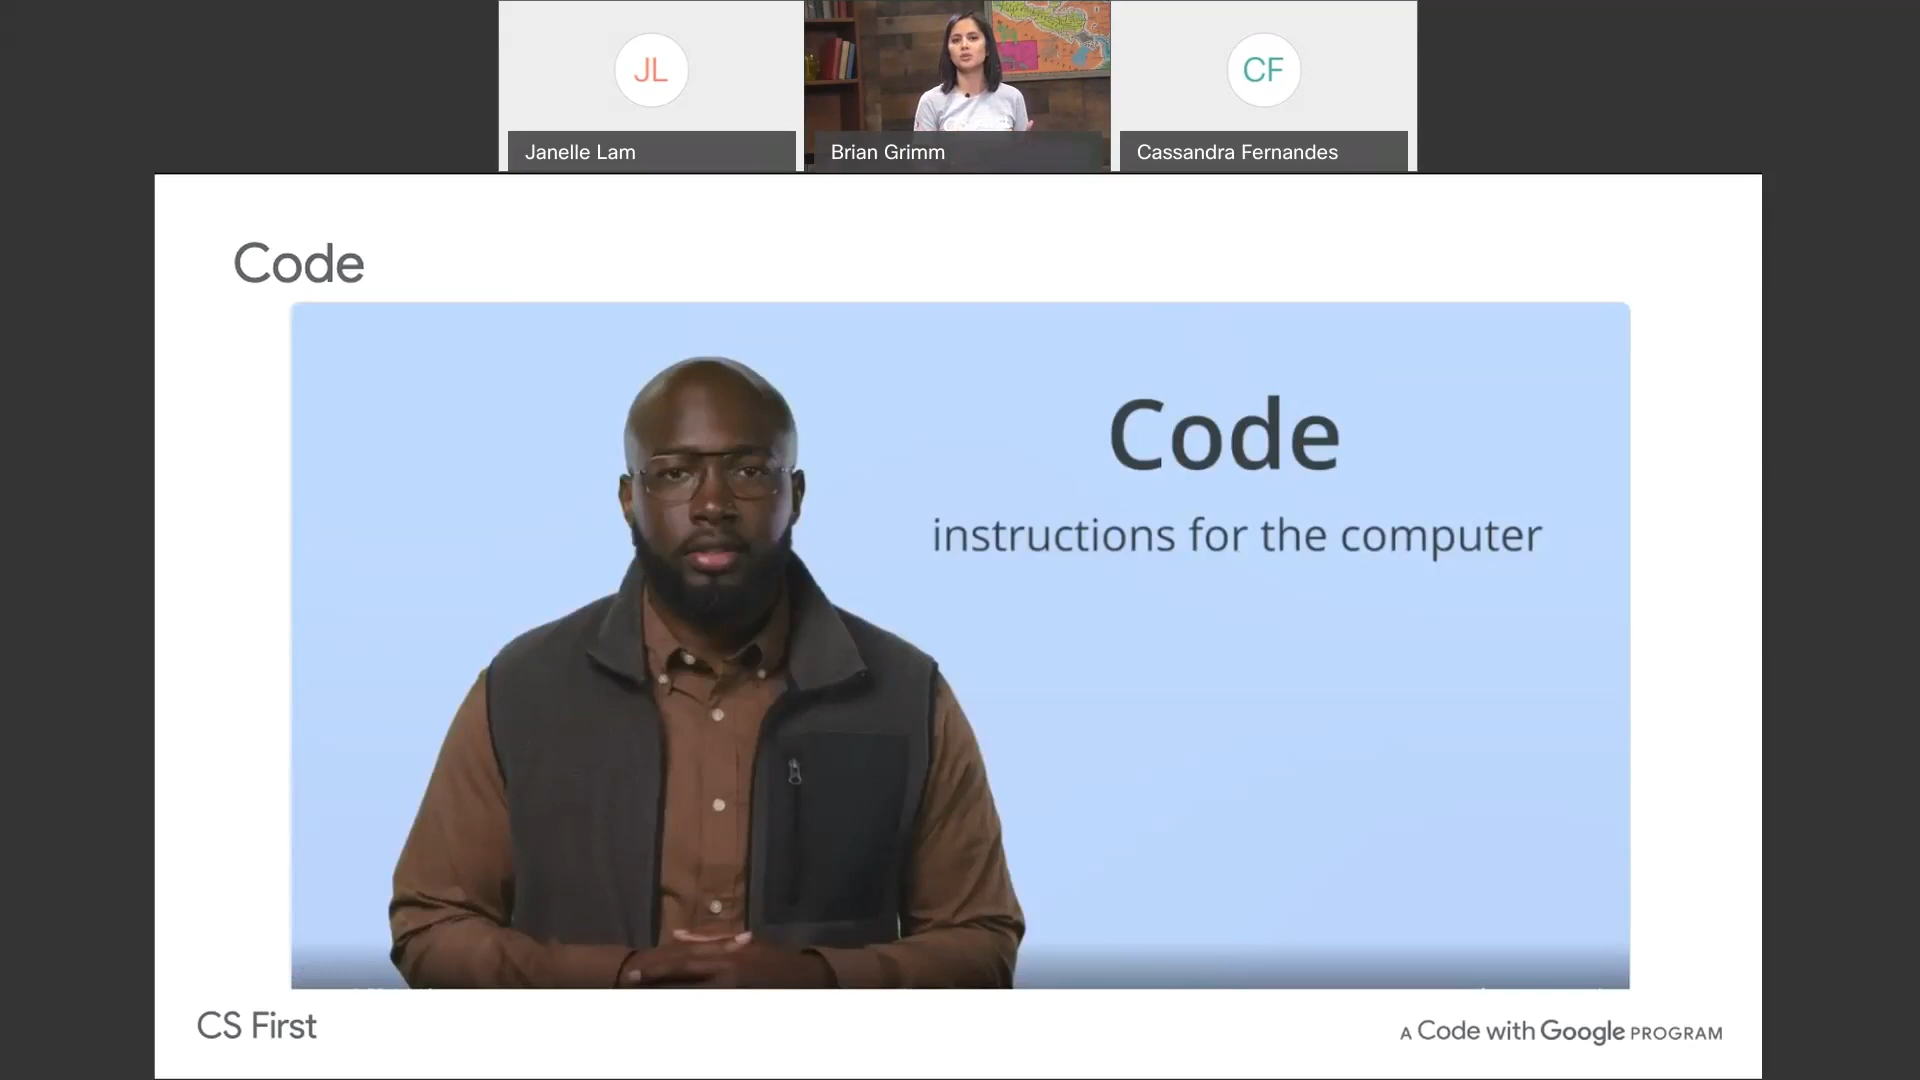 JL
CF
Janelle Lam
Brian Grimm
Cassandra Fernandes
Code
Code
instructions for the computer
CS First
A Code with Google PROGRAM